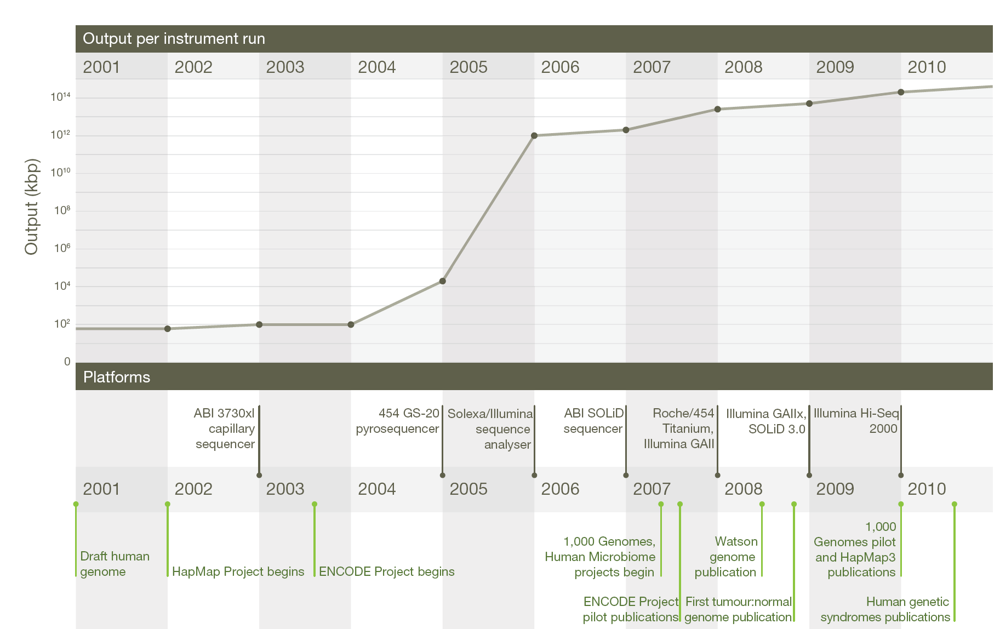 Output per instrument run
2001 2002 2003 2004 2005 2006 2007 2008 2009 2010
Output (kbp)
10¹⁴
10¹²
10¹⁰
10⁸
10⁶
10⁴
10²
0
Platforms
ABI 3730xl
capillary
sequencer
454 GS-20
pyrosequencer
Solexa/Illumina
sequence
analyser
ABI SOLiD
sequencer
Roche/454
Titanium,
Illumina GAII
Illumina GAIIx,
SOLiD 3.0
Illumina Hi-Seq
2000
2001 2002 2003 2004 2005 2006 2007 2008 2009 2010
Draft human
genome
HapMap Project begins
ENCODE Project begins
1,000 Genomes,
Human Microbiome
projects begin
ENCODE Project
pilot publications
Watson
genome
publication
First tumour:normal
genome publication
1,000
Genomes pilot
and HapMap3
publications
Human genetic
syndromes publications